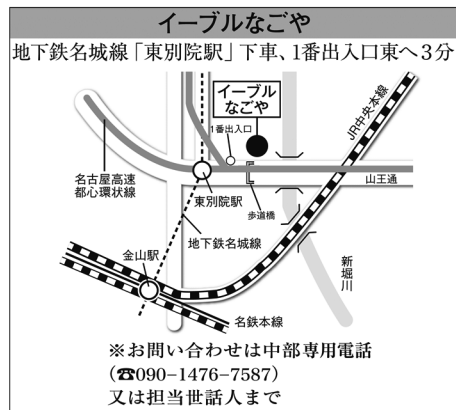 イーブルなごや
地下鉄名城線「東別院駅」下車、1番出入口東へ3分
イーブル
なごや
JR中央本線
1番出入口
名古屋高速
都心環状線
東別院駅
歩道橋
山王通
地下鉄名城線
金山駅
新堀川
名鉄本線
※お問い合わせは中部専用電話
(☎090−1476−7587)
又は担当世話人まで